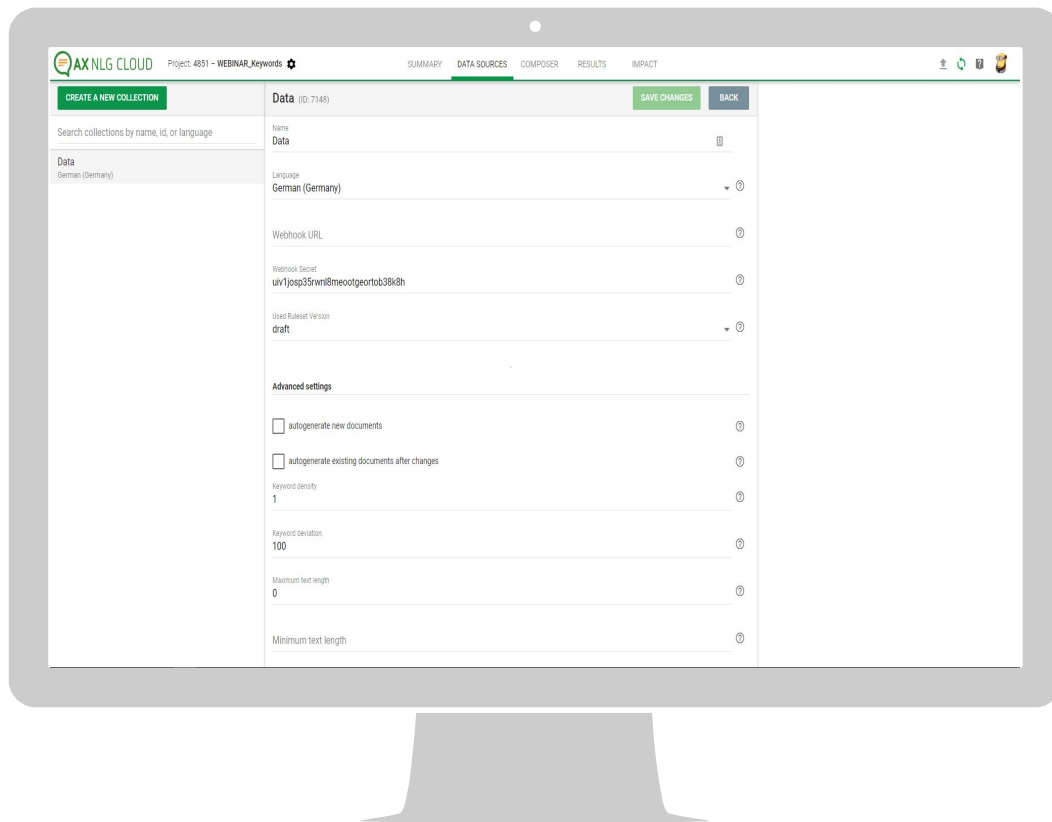 AX NLG CLOUD Project: 4851 – WEBINAR_Keywords SUMMARY DATA SOURCES COMPOSER RESULTS IMPACT
CREATE A NEW COLLECTION
Search collections by name, id, or language
Data
German (Germany)
Data (ID: 7148) SAVE CHANGES BACK
Name
Data
Language
German (Germany)
Webhook URL
Webhook Secret
uiv1josp35rwnl8meootgeortob38k8h
Used Ruleset Version
draft
Advanced settings
autogenerate new documents
autogenerate existing documents after changes
Keyword density
1
Keyword deviation
100
Maximum text length
0
Minimum text length